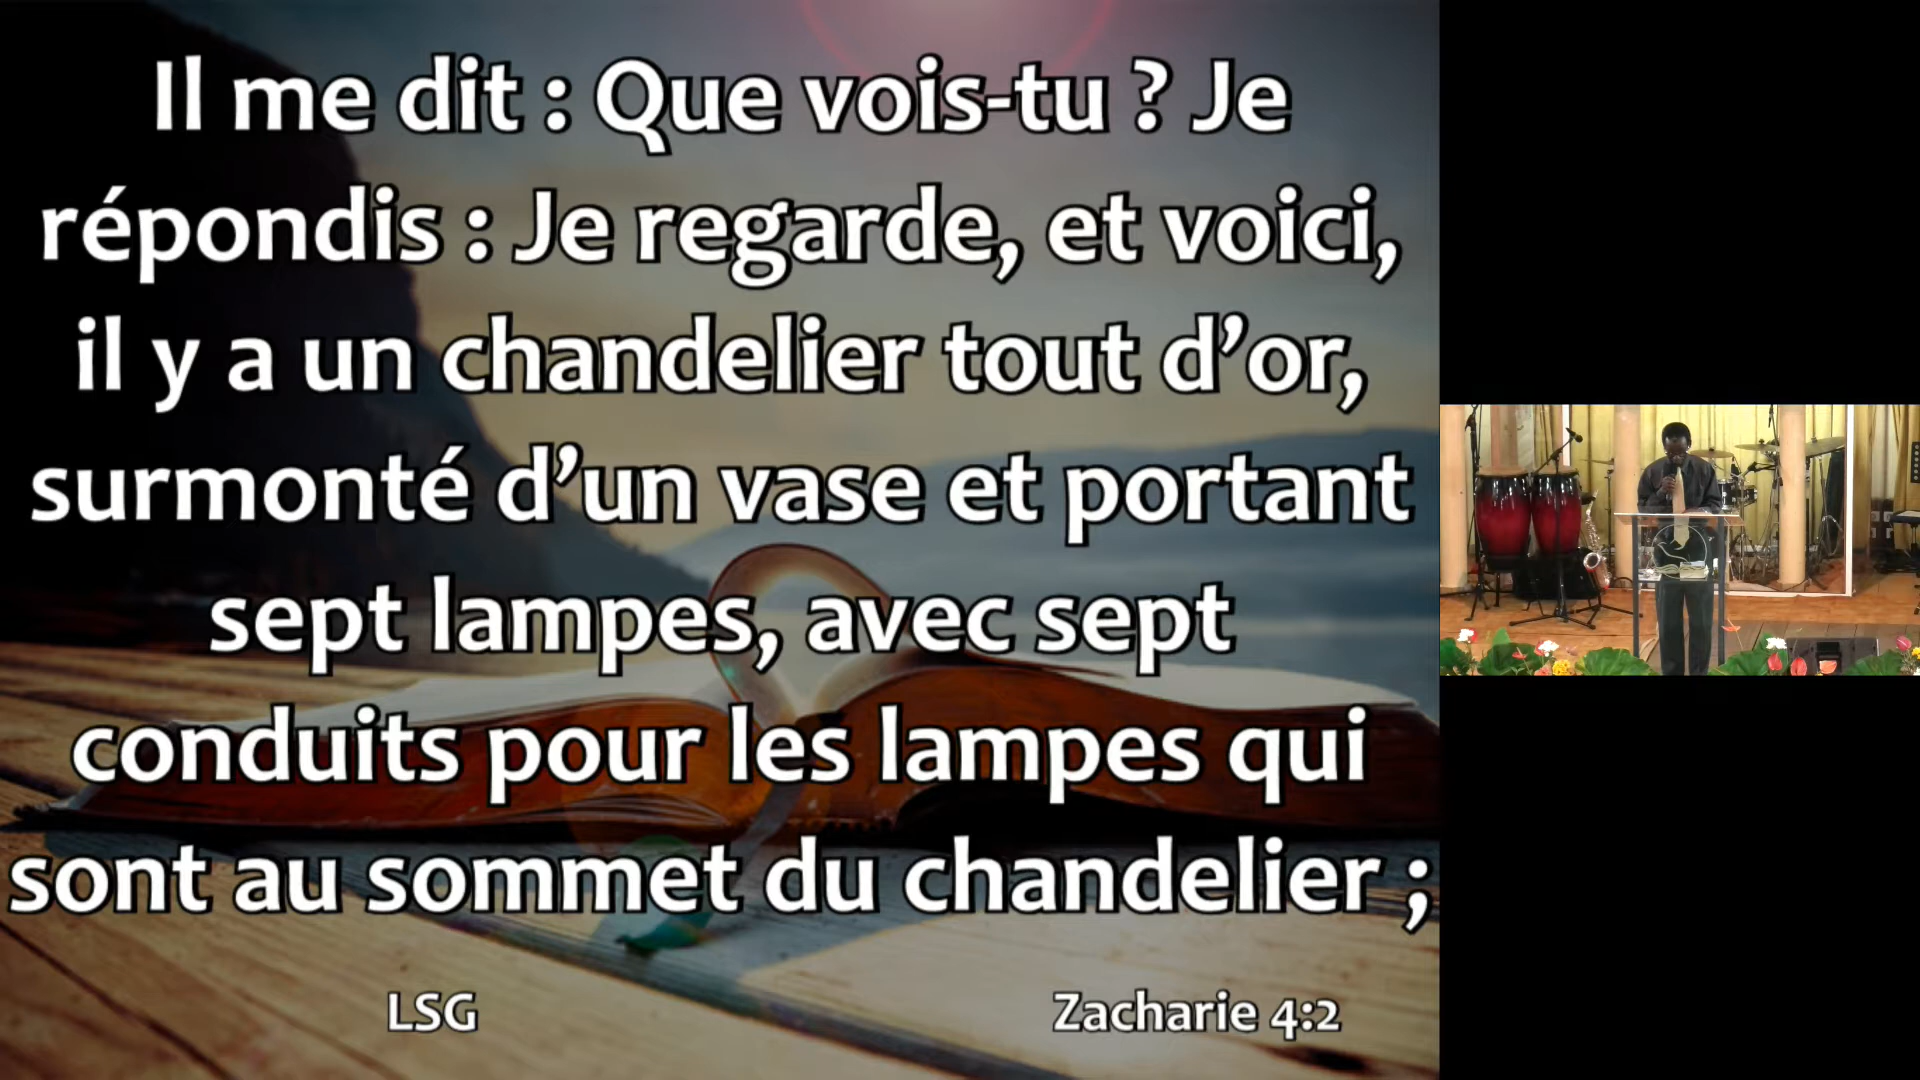 Il me dit : Que vois-tu ? Je
répondis : Je regarde, et voici,
il y a un chandelier tout d’or,
surmonté d’un vase et portant
sept lampes, avec sept
conduits pour les lampes qui
sont au sommet du chandelier ;
LSG
Zacharie 4:2